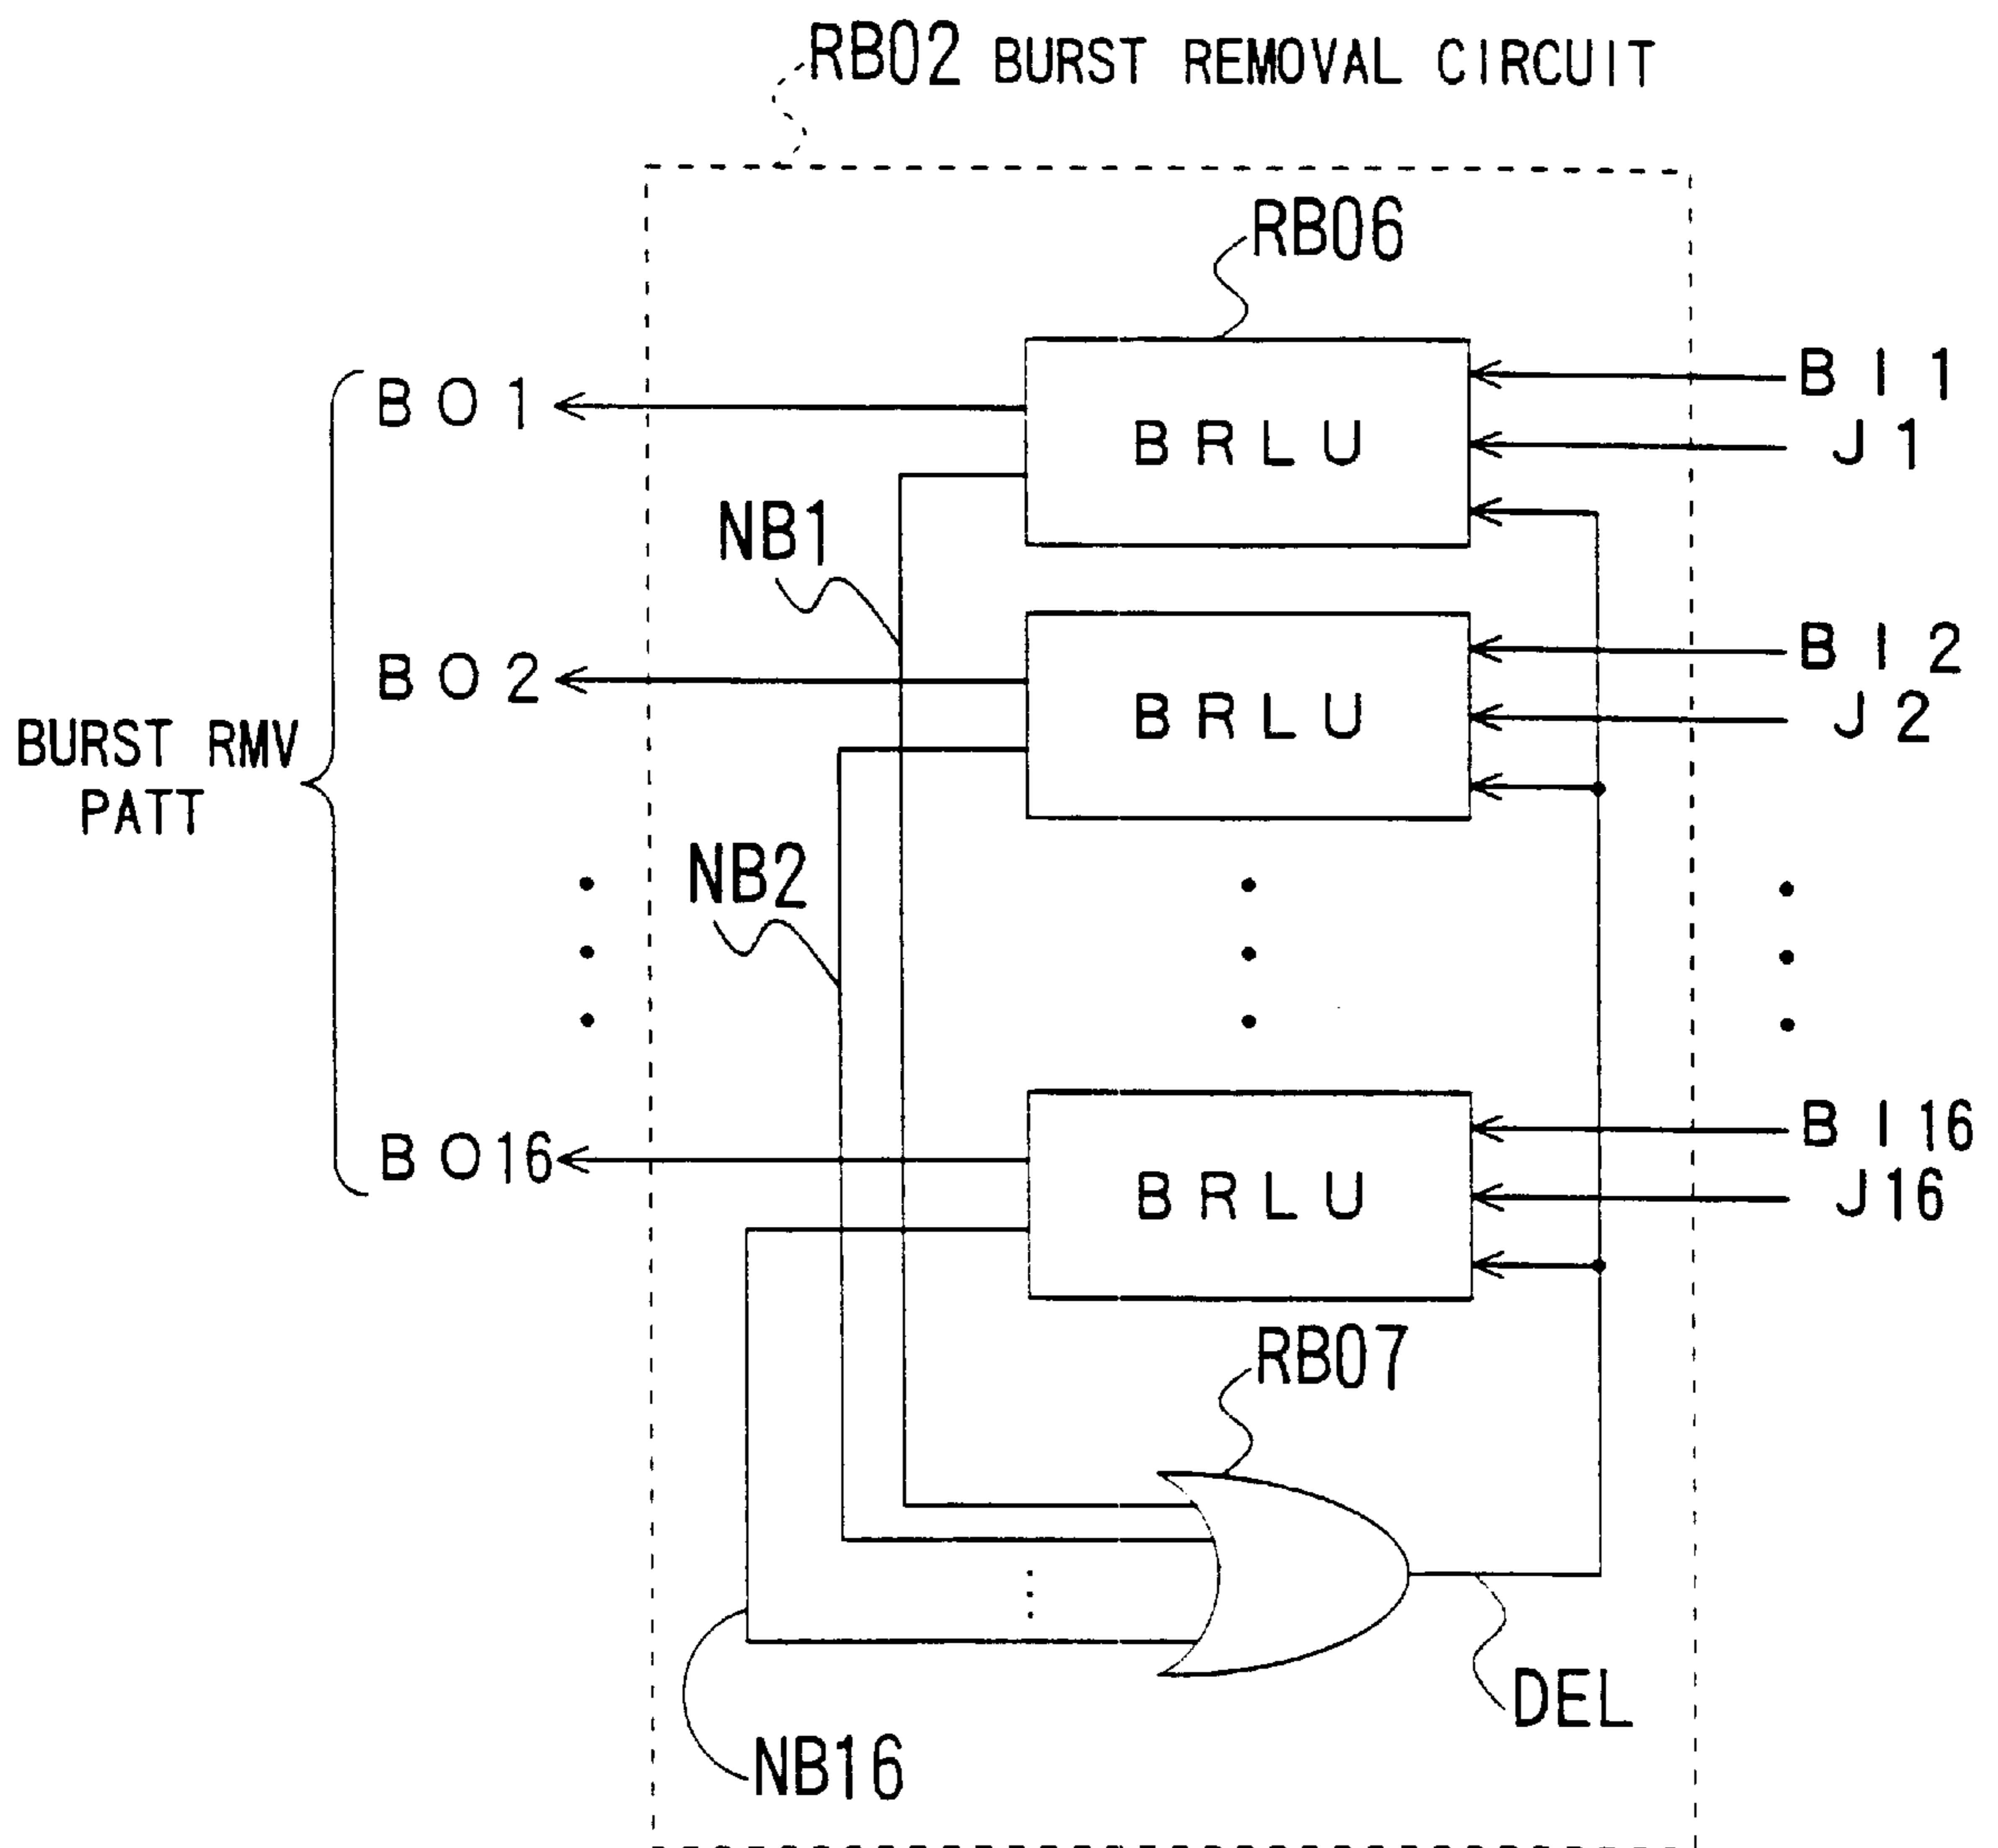 RB02 BURST REMOVAL CIRCUIT
RB06
BO1
BRLU
BI1
J1
NB1
BO2
BRLU
BI2
J2
BURST RMV
PATT
NB2
BO16
BRLU
BI16
J16
RB07
DEL
NB16